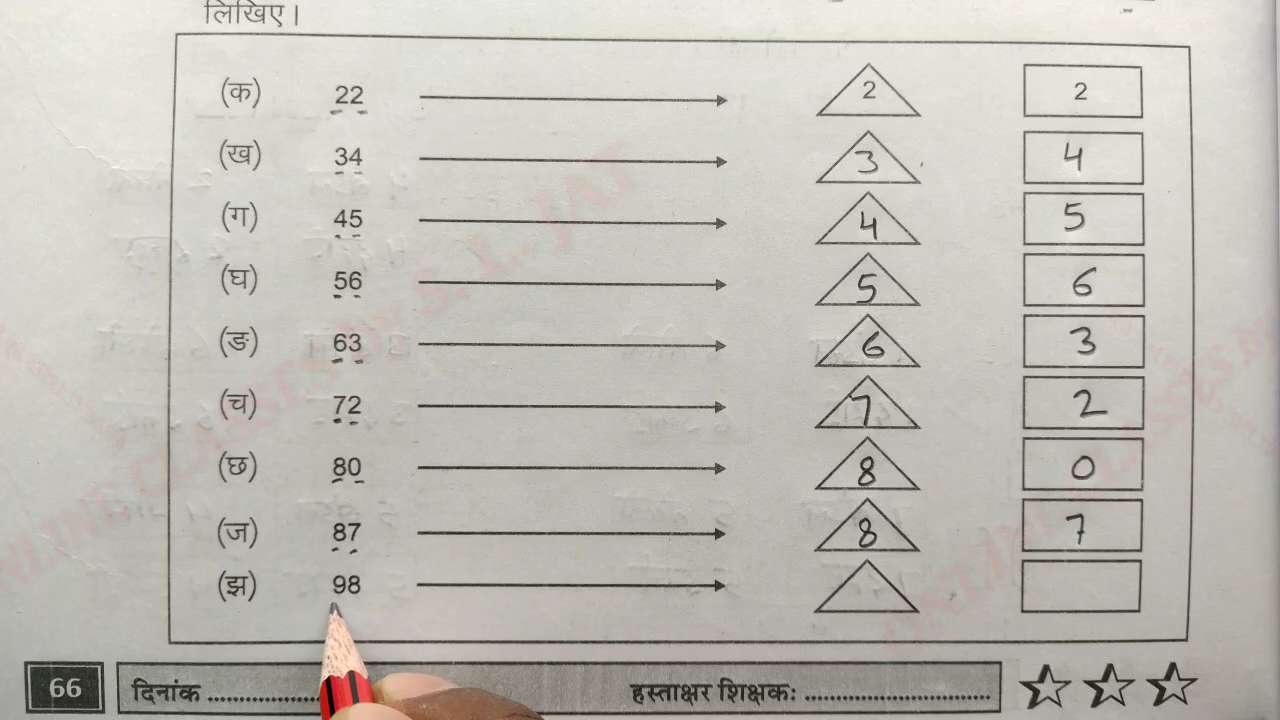 लिखिए।
(क) 22 2 2
(ख) 34 3 4
(ग) 45 4 5
(घ) 56 5 6
(ङ) 63 6 3
(च) 72 7 2
(छ) 80 8 0
(ज) 87 8 7
(झ) 98
66 दिनांक .................. हस्ताक्षर शिक्षकः ..............................